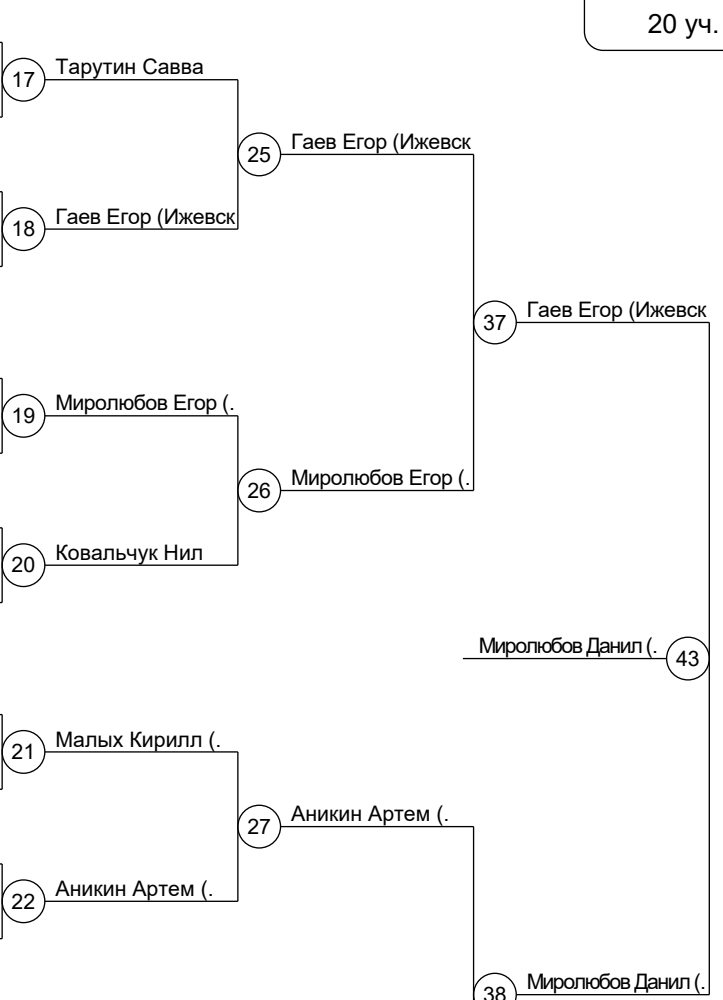 20 уч.
17 Тарутин Савва
25 Гаев Егор (Ижевск
18 Гаев Егор (Ижевск
37 Гаев Егор (Ижевск
19 Миролюбов Егор (.
26 Миролюбов Егор (.
20 Ковальчук Нил
Миролюбов Данил (. 43
21 Малых Кирилл (.
27 Аникин Артем (.
22 Аникин Артем (.
38 Миролюбов Данил (.